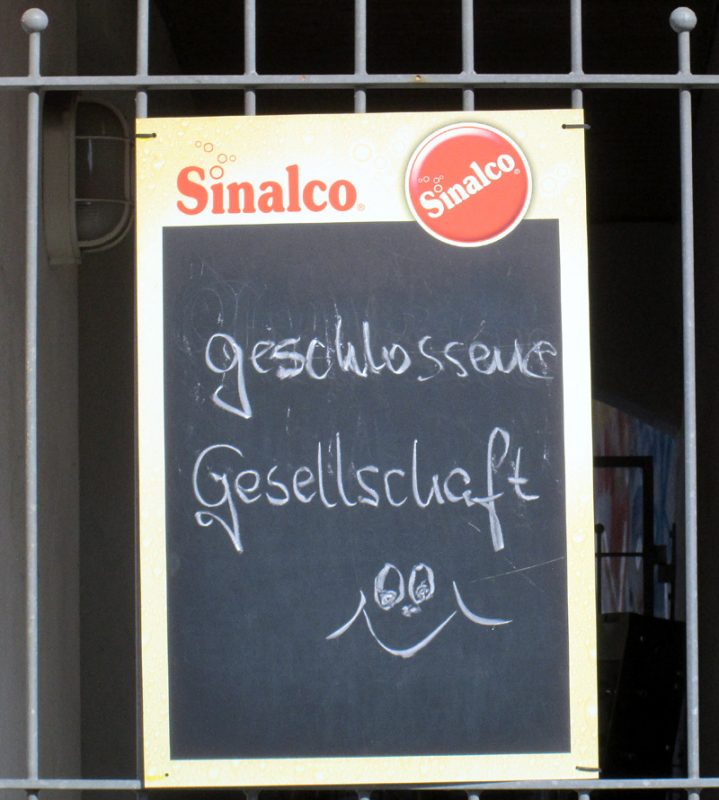 Sinalco®
Sinalco®
geschlossene
Gesellschaft